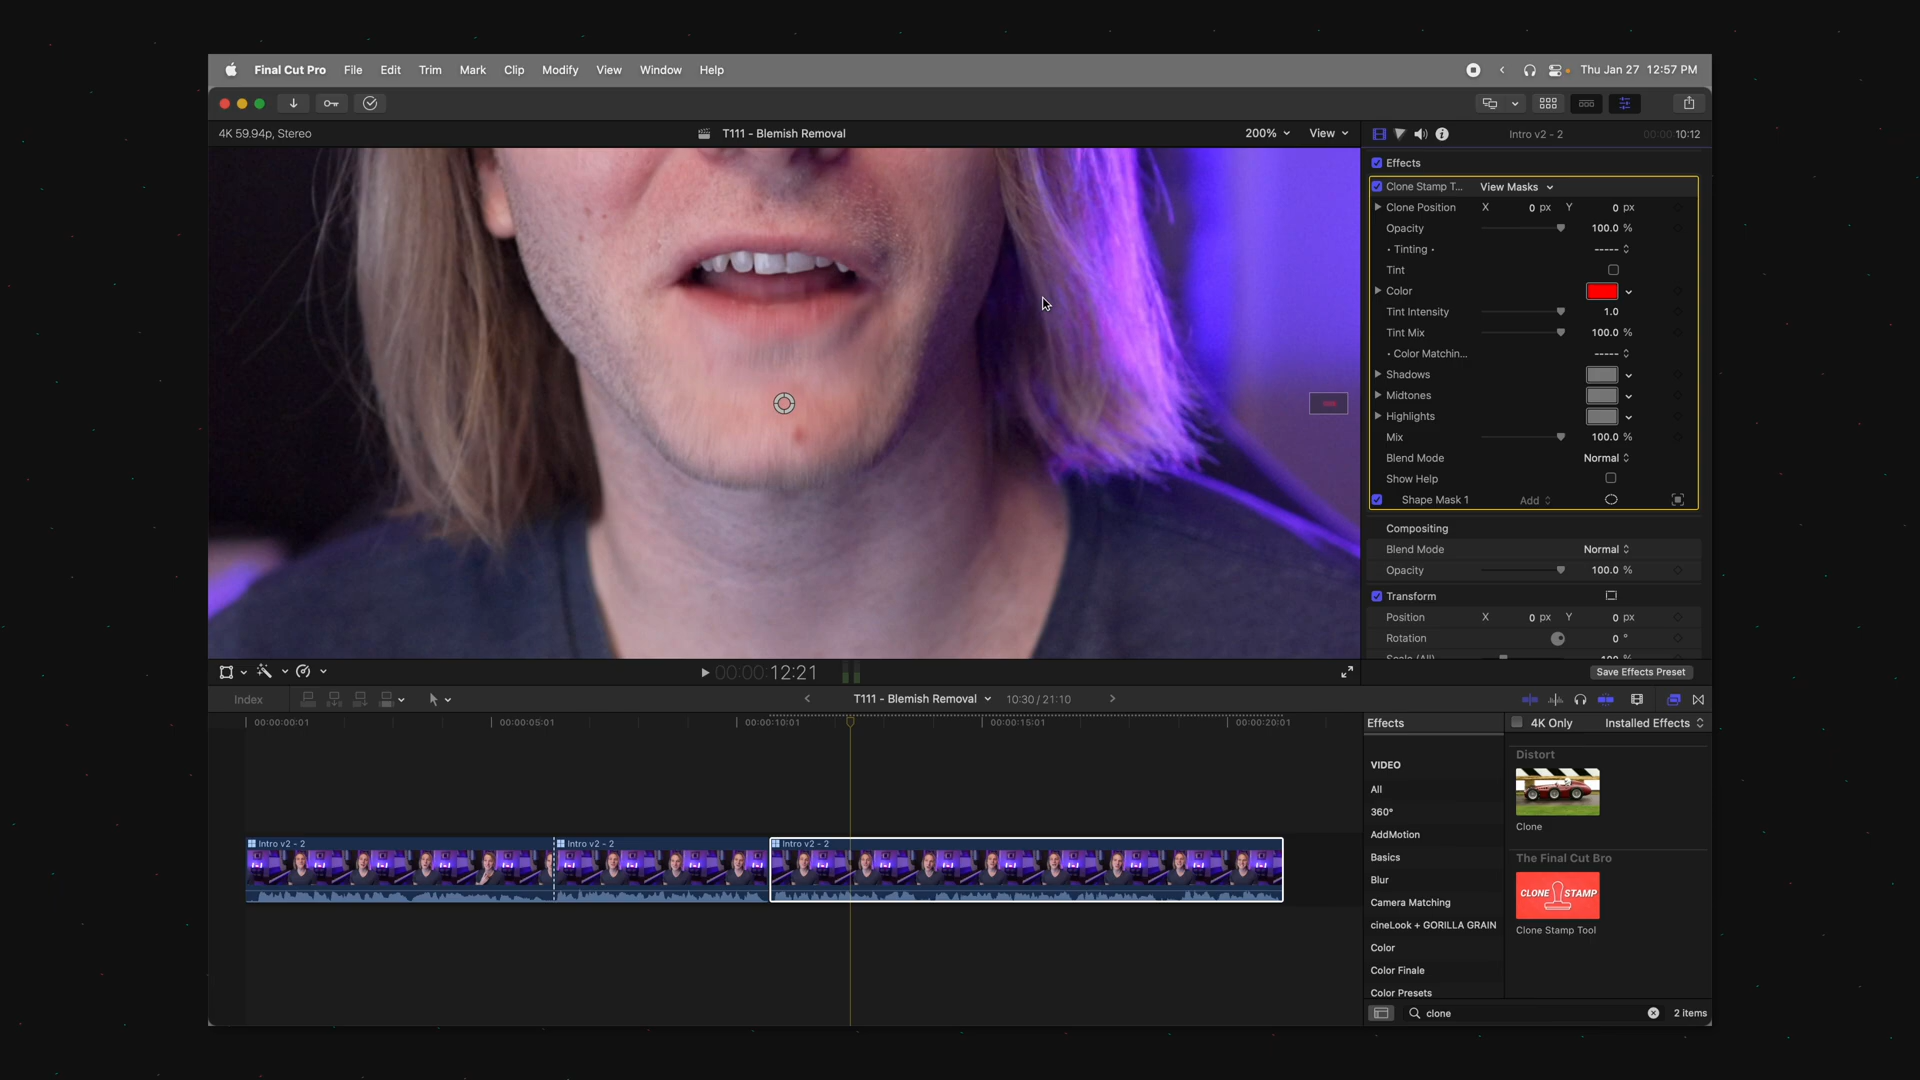 Final Cut Pro File Edit Trim Mark Clip Modify View Window Help Thu Jan 27 12:57 PM
4K 59.94p, Stereo T111 - Blemish Removal 200% View Intro v2 - 2 00:00:10:12
Effects
Clone Stamp T... View Masks
Clone Position X 0 px Y 0 px
Opacity 100.0 %
• Tinting • -----
Tint
Color
Tint Intensity 1.0
Tint Mix 100.0 %
• Color Matchin... -----
Shadows
Midtones
Highlights
Mix 100.0 %
Blend Mode Normal
Show Help
Shape Mask 1 Add
Compositing
Blend Mode Normal
Opacity 100.0 %
Transform
Position X 0 px Y 0 px
Rotation 0 °
Scale (All) 100 %
00:00:12:21 Save Effects Preset
Index T111 - Blemish Removal 10:30 / 21:10
00:00:00:01 00:00:05:01 00:00:10:01 00:00:15:01 00:00:20:01
Intro v2 - 2 Intro v2 - 2 Intro v2 - 2
Effects 4K Only Installed Effects
VIDEO
All
360°
AddMotion
Basics
Blur
Camera Matching
cineLook + GORILLA GRAIN
Color
Color Finale
Color Presets
Distort
Clone
The Final Cut Bro
CLONE STAMP
Clone Stamp Tool
clone 2 items